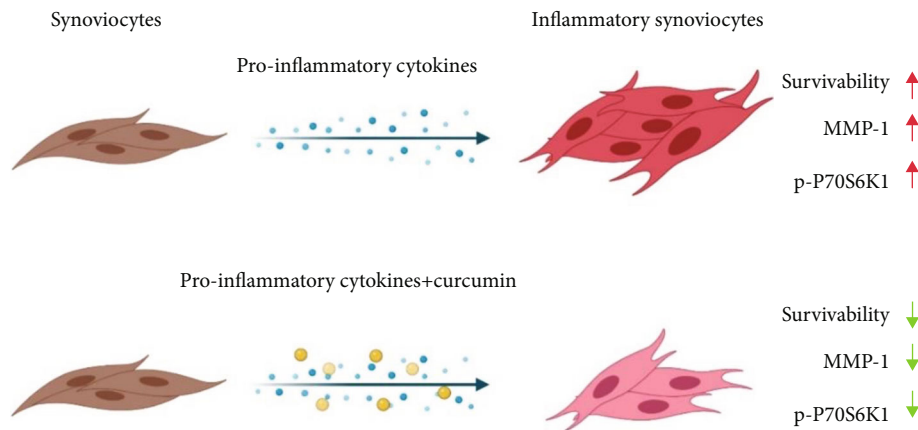 Synoviocytes
Inflammatory synoviocytes
Pro-inflammatory cytokines
Survivability
MMP-1
p-P70S6K1
Pro-inflammatory cytokines+curcumin
Survivability
MMP-1
p-P70S6K1